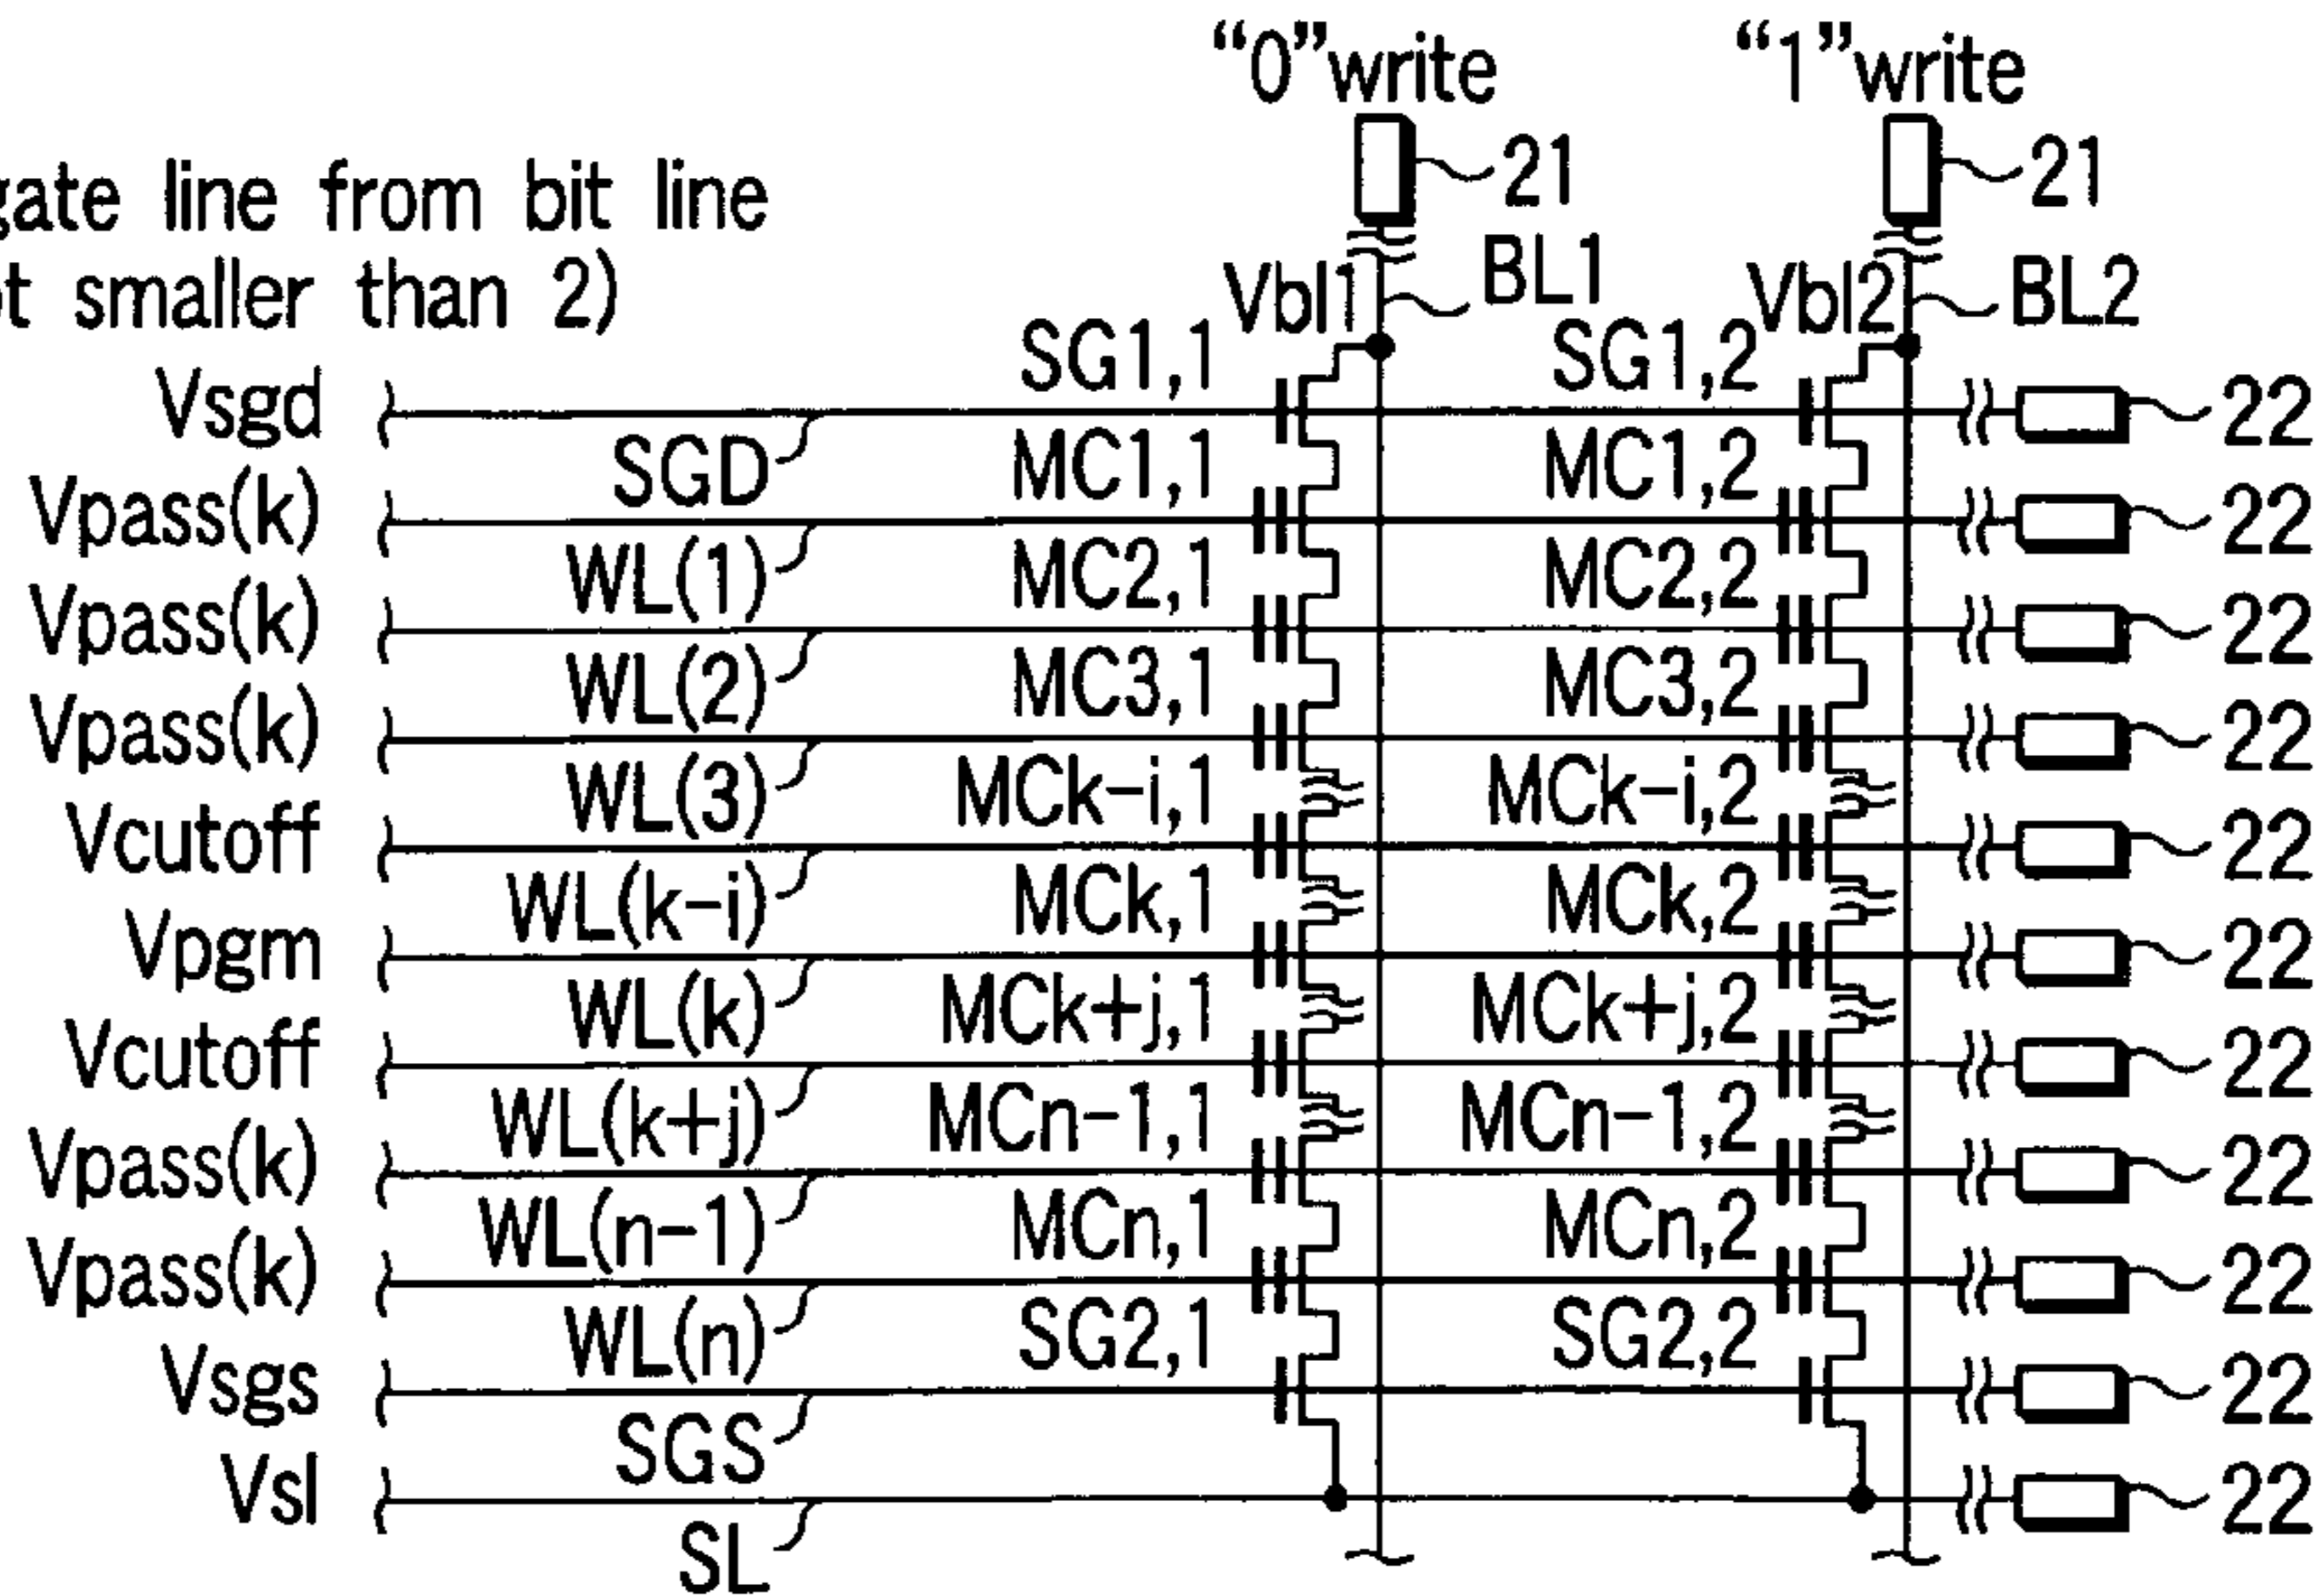 “0”write “1”write
21 21
gate line from bit line
BL1 BL2
ot smaller than 2)
Vbl1 Vbl2
SG1,1 SG1,2
Vsgd 22
SGD MC1,1 MC1,2
Vpass(k) 22
WL(1) MC2,1 MC2,2
Vpass(k) 22
WL(2) MC3,1 MC3,2
Vpass(k) 22
WL(3) MCk-i,1 MCk-i,2
Vcutoff 22
WL(k-i) MCk,1 MCk,2
Vpgm 22
WL(k) MCk+j,1 MCk+j,2
Vcutoff 22
WL(k+j) MCn-1,1 MCn-1,2
Vpass(k) 22
WL(n-1) MCn,1 MCn,2
Vpass(k) 22
WL(n) SG2,1 SG2,2
Vsgs 22
SGS
Vsl 22
SL